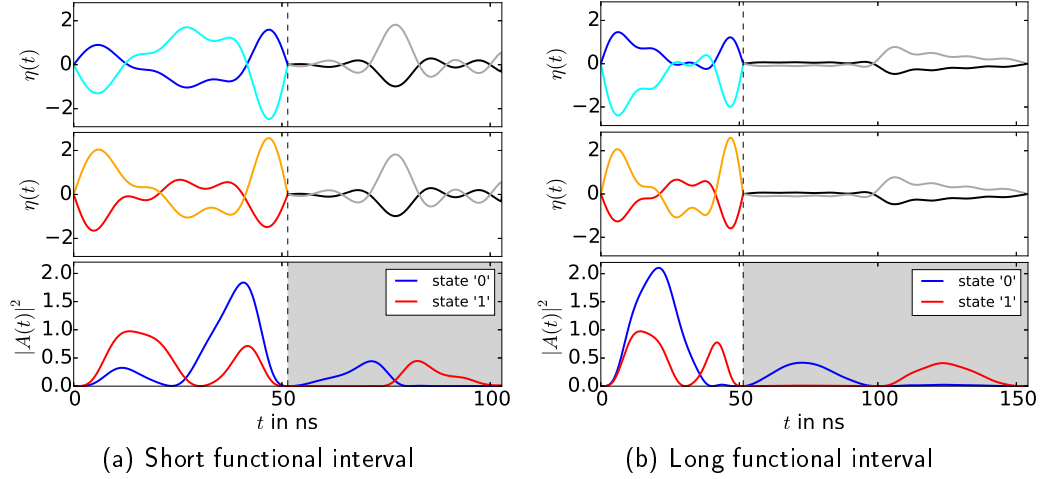 η(t)
2
0
−2
η(t)
2
0
−2
|A(t)|²
2.0
1.5
1.0
0.5
0.0
state '0'
state '1'
0
50
100
t in ns
(a) Short functional interval
η(t)
2
0
−2
η(t)
2
0
−2
|A(t)|²
2.0
1.5
1.0
0.5
0.0
state '0'
state '1'
0
50
100
150
t in ns
(b) Long functional interval